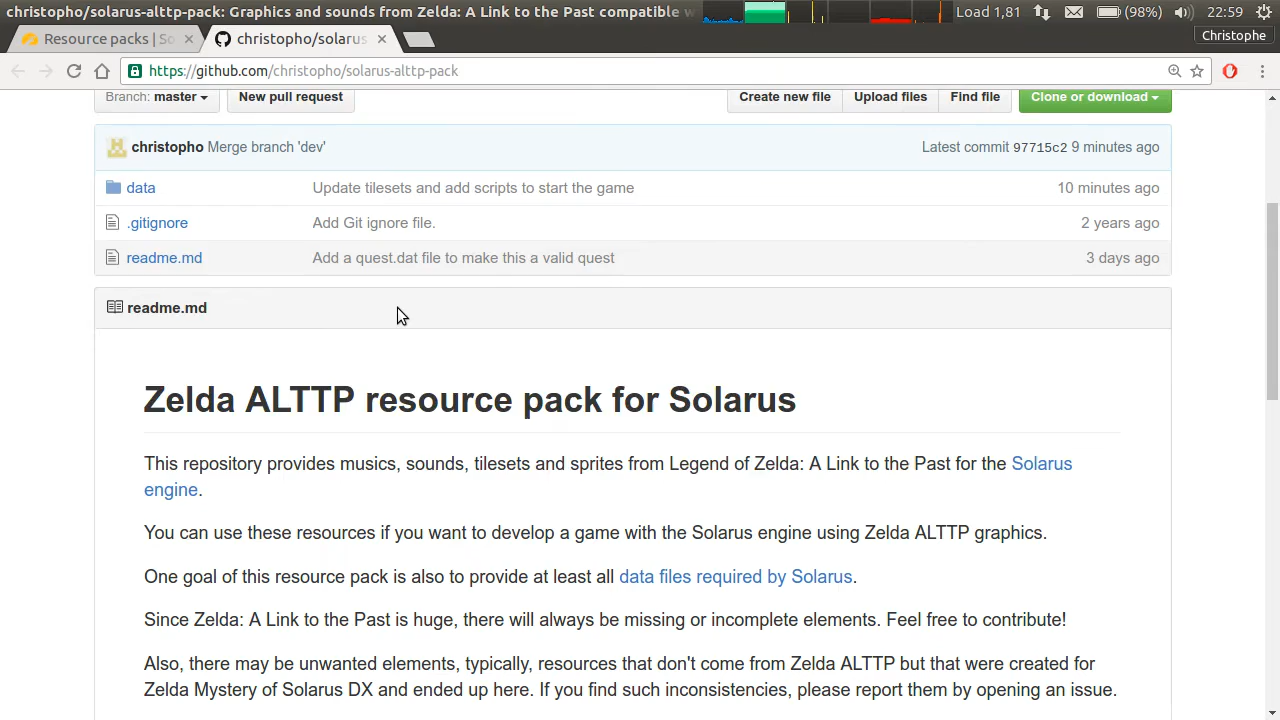 christopho/solarus-alttp-pack: Graphics and sounds from Zelda: A Link to the Past compatible w
Load 1,81 (98%) 22:59
Resource packs | So
christopho/solarus
Christophe
https://github.com/christopho/solarus-alttp-pack
Branch: master
New pull request
Create new file
Upload files
Find file
Clone or download
christopho Merge branch 'dev'
Latest commit 97715c2 9 minutes ago
data
Update tilesets and add scripts to start the game
10 minutes ago
.gitignore
Add Git ignore file.
2 years ago
readme.md
Add a quest.dat file to make this a valid quest
3 days ago
readme.md
Zelda ALTTP resource pack for Solarus
This repository provides musics, sounds, tilesets and sprites from Legend of Zelda: A Link to the Past for the Solarus
engine.
You can use these resources if you want to develop a game with the Solarus engine using Zelda ALTTP graphics.
One goal of this resource pack is also to provide at least all data files required by Solarus.
Since Zelda: A Link to the Past is huge, there will always be missing or incomplete elements. Feel free to contribute!
Also, there may be unwanted elements, typically, resources that don't come from Zelda ALTTP but that were created for
Zelda Mystery of Solarus DX and ended up here. If you find such inconsistencies, please report them by opening an issue.